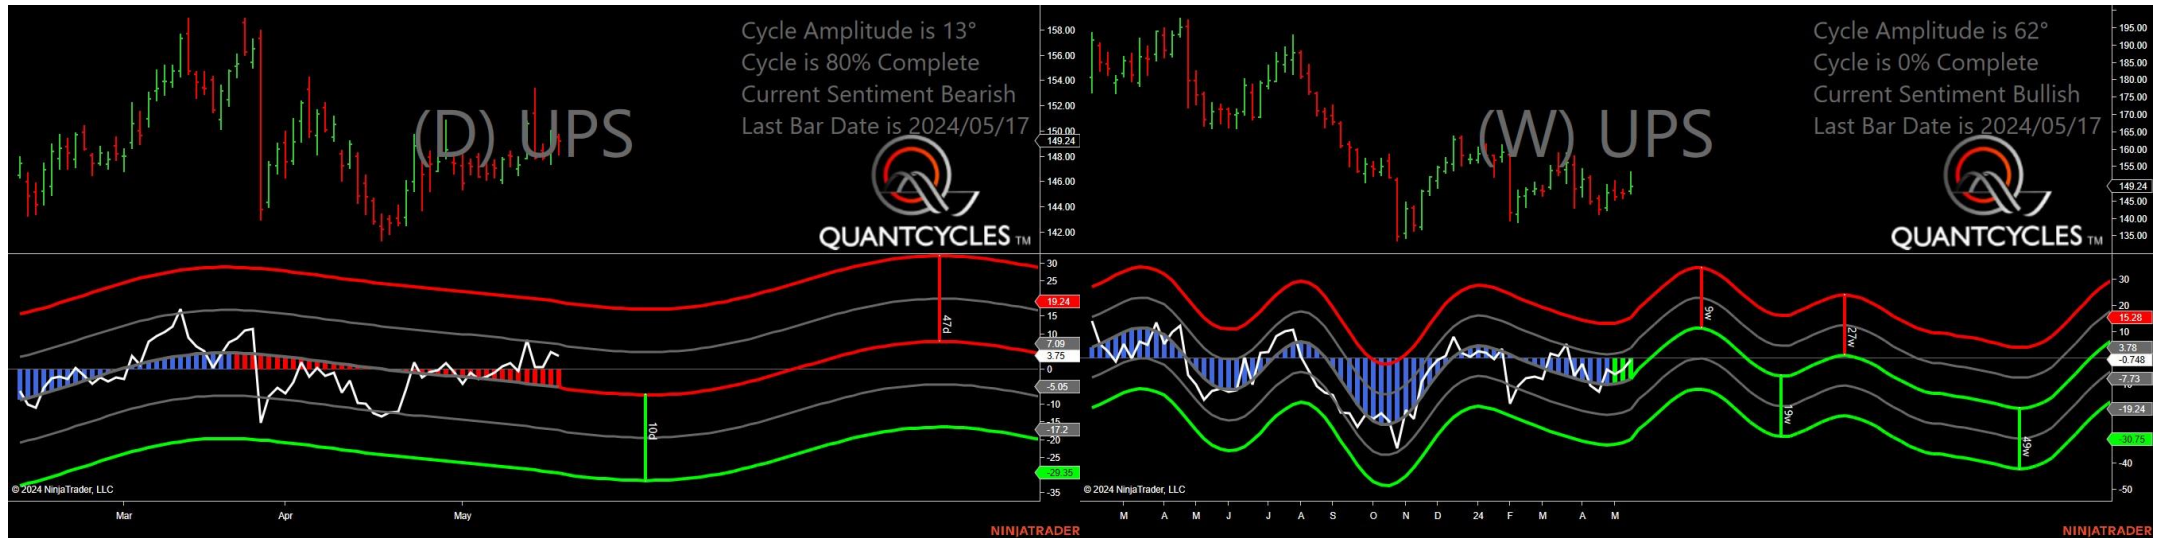 Cycle Amplitude is 13°
Cycle is 80% Complete
Current Sentiment Bearish
Last Bar Date is 2024/05/17
(D) UPS
QUANTCYCLES TM
158.00
156.00
154.00
152.00
150.00
149.24
148.00
146.00
144.00
142.00
30
25
19.24
15
10
7.09
3.75
0
-5.05
-10
-15
-17.2
-20
-25
-29.35
-35
47d
10d
© 2024 NinjaTrader, LLC
Mar Apr May
NINJATRADER
Cycle Amplitude is 62°
Cycle is 0% Complete
Current Sentiment Bullish
Last Bar Date is 2024/05/17
(W) UPS
QUANTCYCLES TM
195.00
190.00
185.00
180.00
175.00
170.00
165.00
160.00
155.00
149.24
145.00
140.00
135.00
30
20
15.28
10
3.78
-0.748
-7.73
-19.24
-30.75
-40
-50
9w
27w
19w
49w
© 2024 NinjaTrader, LLC
M A M J J A S O N D 24 F M A M
NINJATRADER